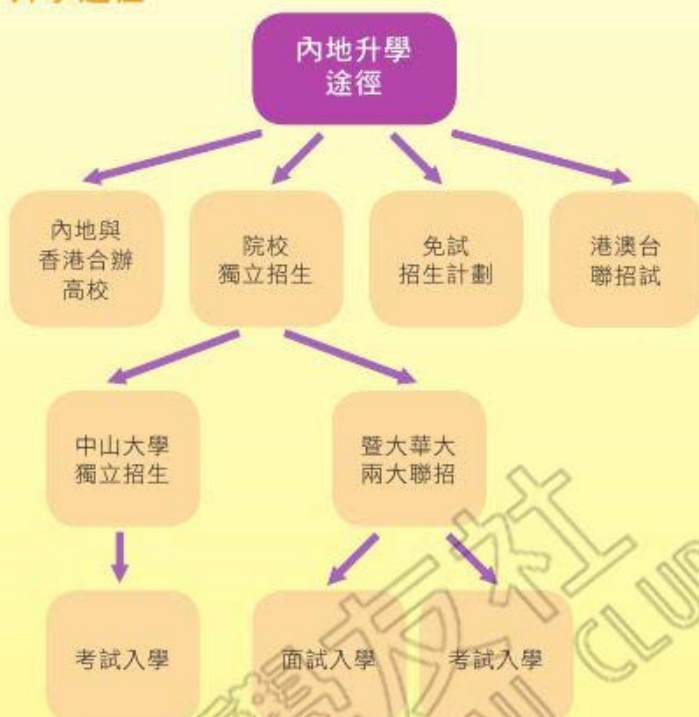 內地升學
途徑
內地與
香港合辦
高校
院校
獨立招生
免試
招生計劃
港澳台
聯招試
中山大學
獨立招生
暨大華大
兩大聯招
考試入學
面試入學
考試入學
友社
CLUB